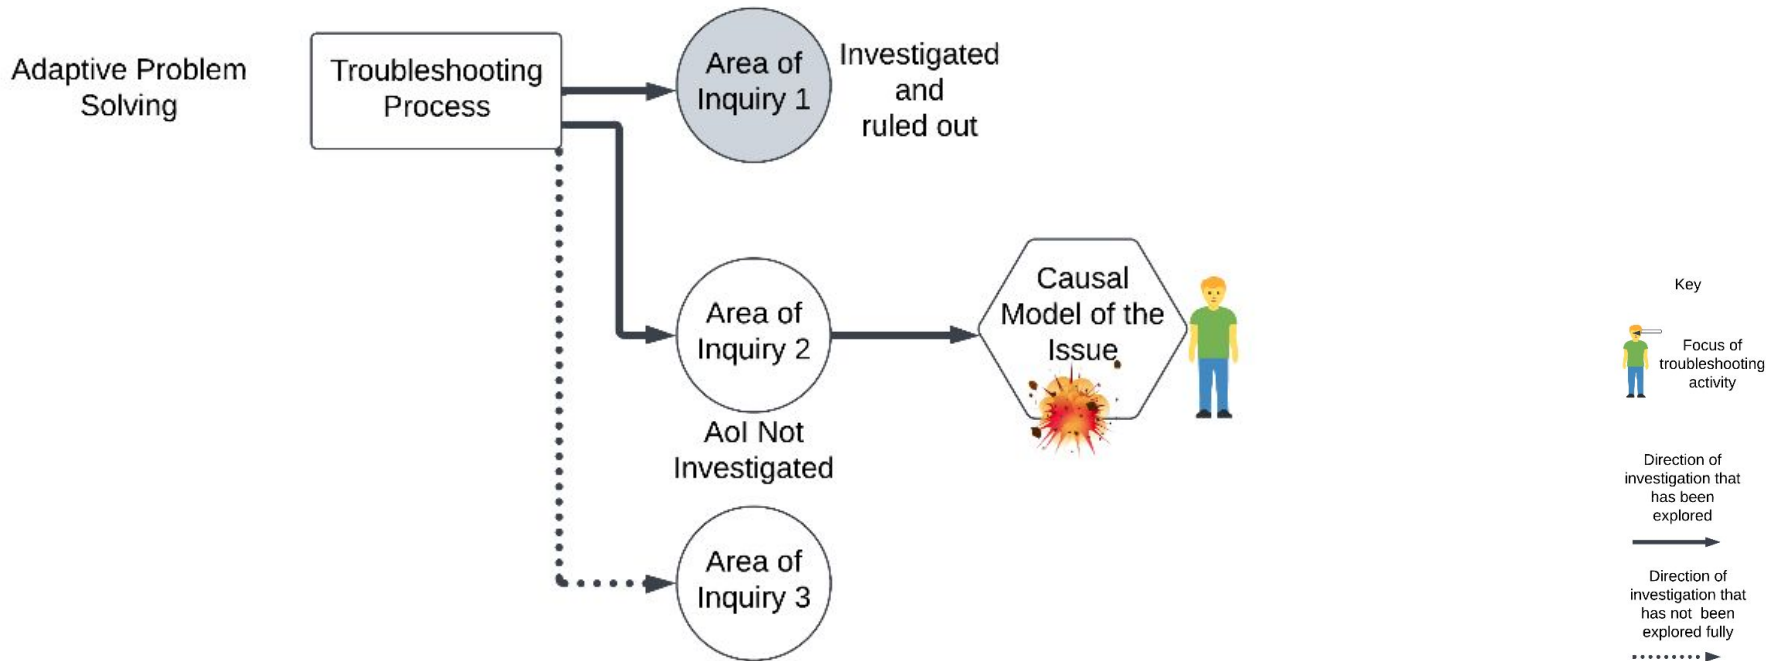 Adaptive Problem
Solving
Troubleshooting
Process
Area of
Inquiry 1
Investigated
and
ruled out
Area of
Inquiry 2
AoI Not
Investigated
Causal
Model of the
Issue
Area of
Inquiry 3
Key
Focus of
troubleshooting
activity
Direction of
investigation that
has been
explored
Direction of
investigation that
has not been
explored fully